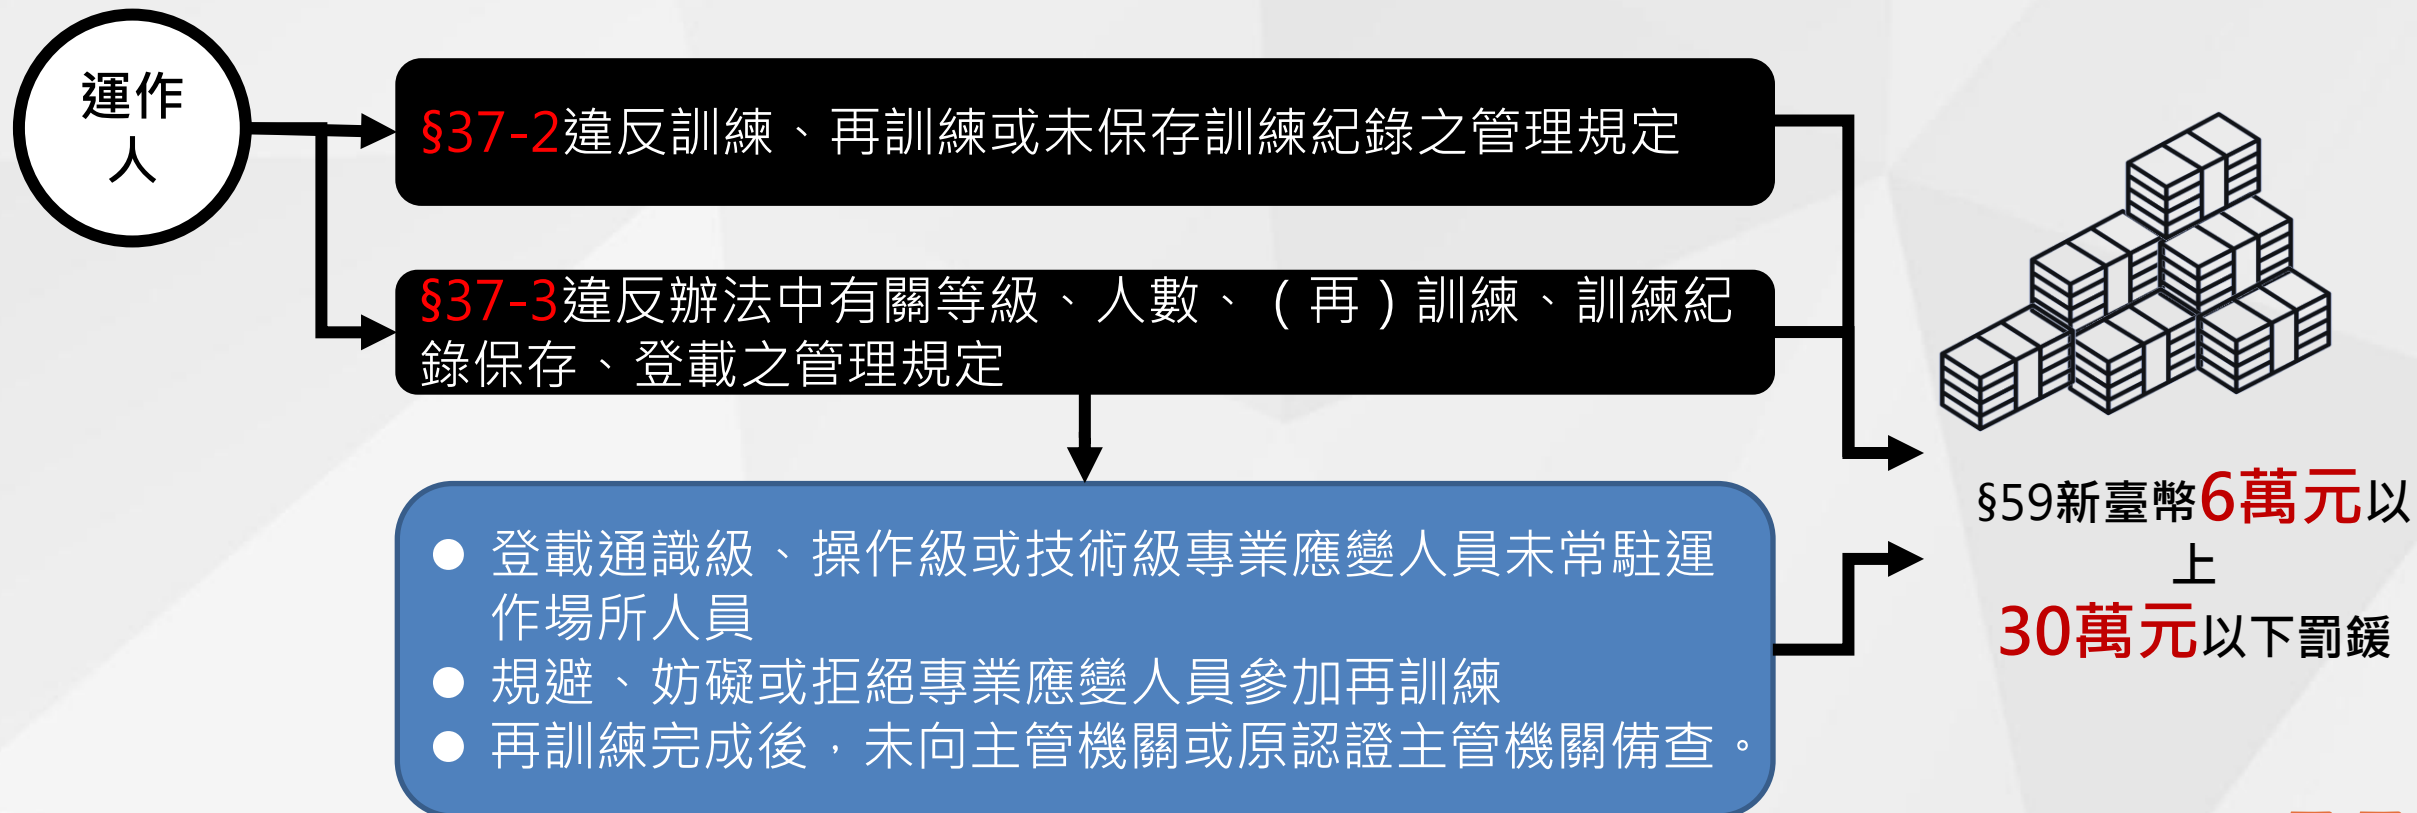 運作
人
§37-2違反訓練、再訓練或未保存訓練紀錄之管理規定
§37-3違反辦法中有關等級、人數、(再)訓練、訓練紀
錄保存、登載之管理規定
● 登載通識級、操作級或技術級專業應變人員未常駐運
作場所人員
● 規避、妨礙或拒絕專業應變人員參加再訓練
● 再訓練完成後，未向主管機關或原認證主管機關備查。
§59新臺幣6萬元以
上
30萬元以下罰鍰